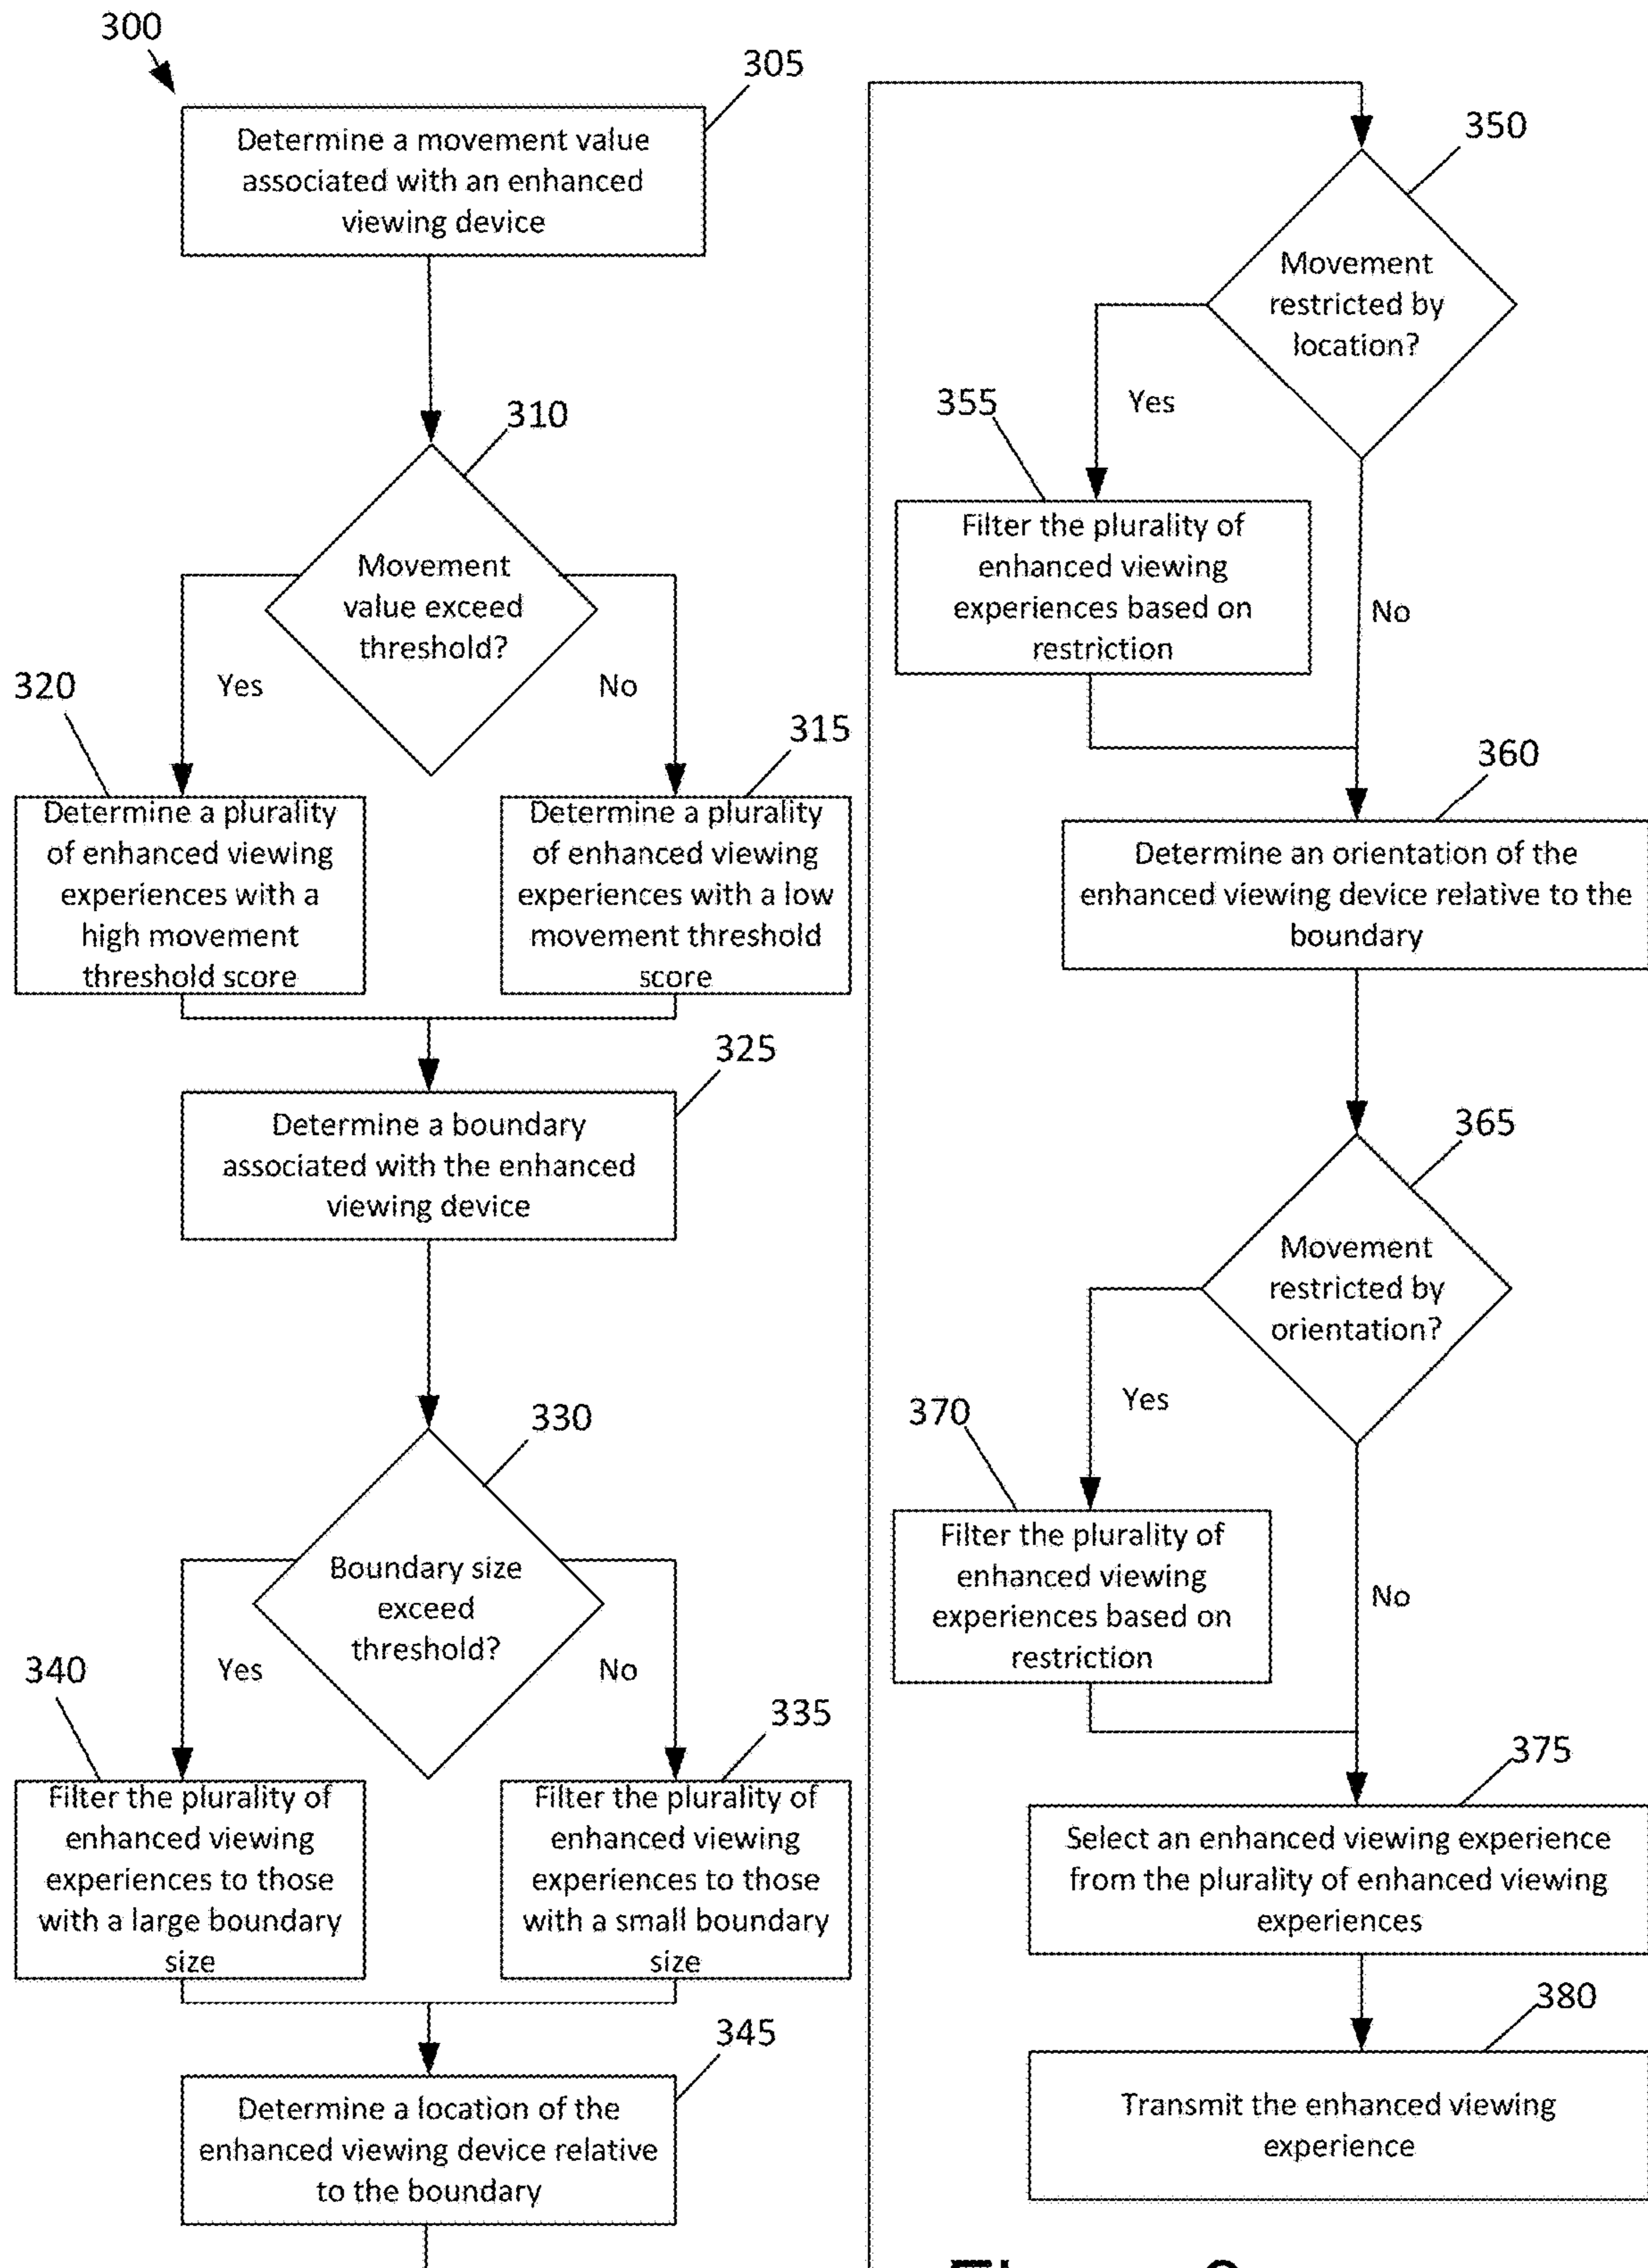 300
305
Determine a movement value
associated with an enhanced
viewing device
310
Movement
value exceed
threshold?
320
Yes
No
315
Determine a plurality
of enhanced viewing
experiences with a
high movement
threshold score
Determine a plurality
of enhanced viewing
experiences with a low
movement threshold
score
325
Determine a boundary
associated with the enhanced
viewing device
330
Boundary size
exceed
threshold?
340
Yes
No
335
Filter the plurality of
enhanced viewing
experiences to those
with a large boundary
size
Filter the plurality of
enhanced viewing
experiences to those
with a small boundary
size
345
Determine a location of the
enhanced viewing device relative
to the boundary
350
Movement
restricted by
location?
355
Yes
Filter the plurality of
enhanced viewing
experiences based on
restriction
No
360
Determine an orientation of the
enhanced viewing device relative to the
boundary
365
Movement
restricted by
orientation?
370
Yes
Filter the plurality of
enhanced viewing
experiences based on
restriction
No
375
Select an enhanced viewing experience
from the plurality of enhanced viewing
experiences
380
Transmit the enhanced viewing
experience